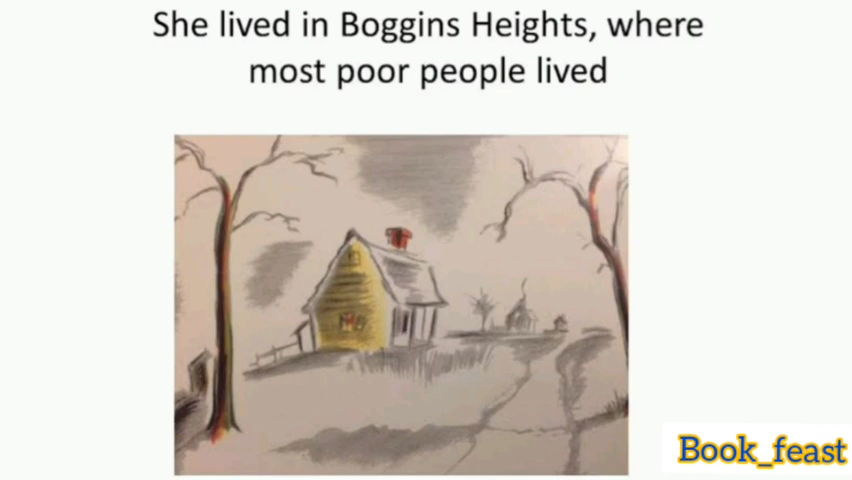 She lived in Boggins Heights, where
most poor people lived
Book_feast